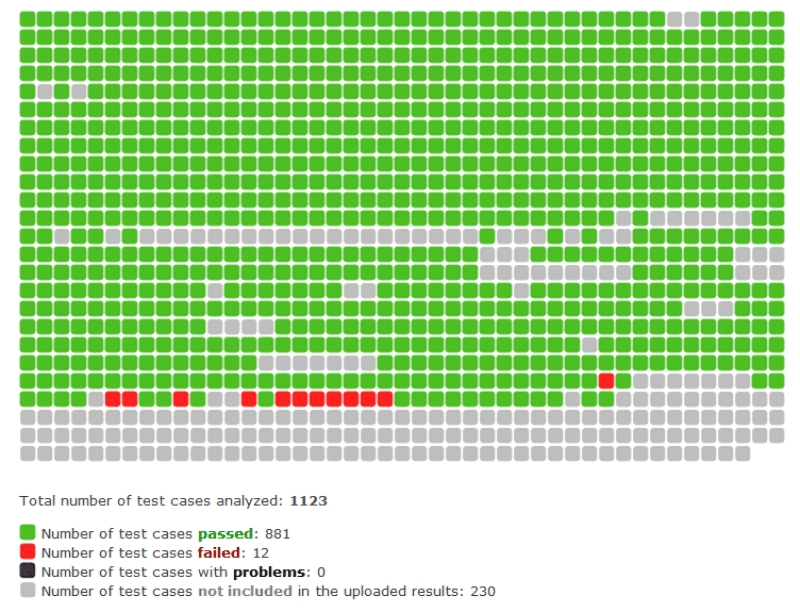 Total number of test cases analyzed: 1123
Number of test cases passed: 881
Number of test cases failed: 12
Number of test cases with problems: 0
Number of test cases not included in the uploaded results: 230